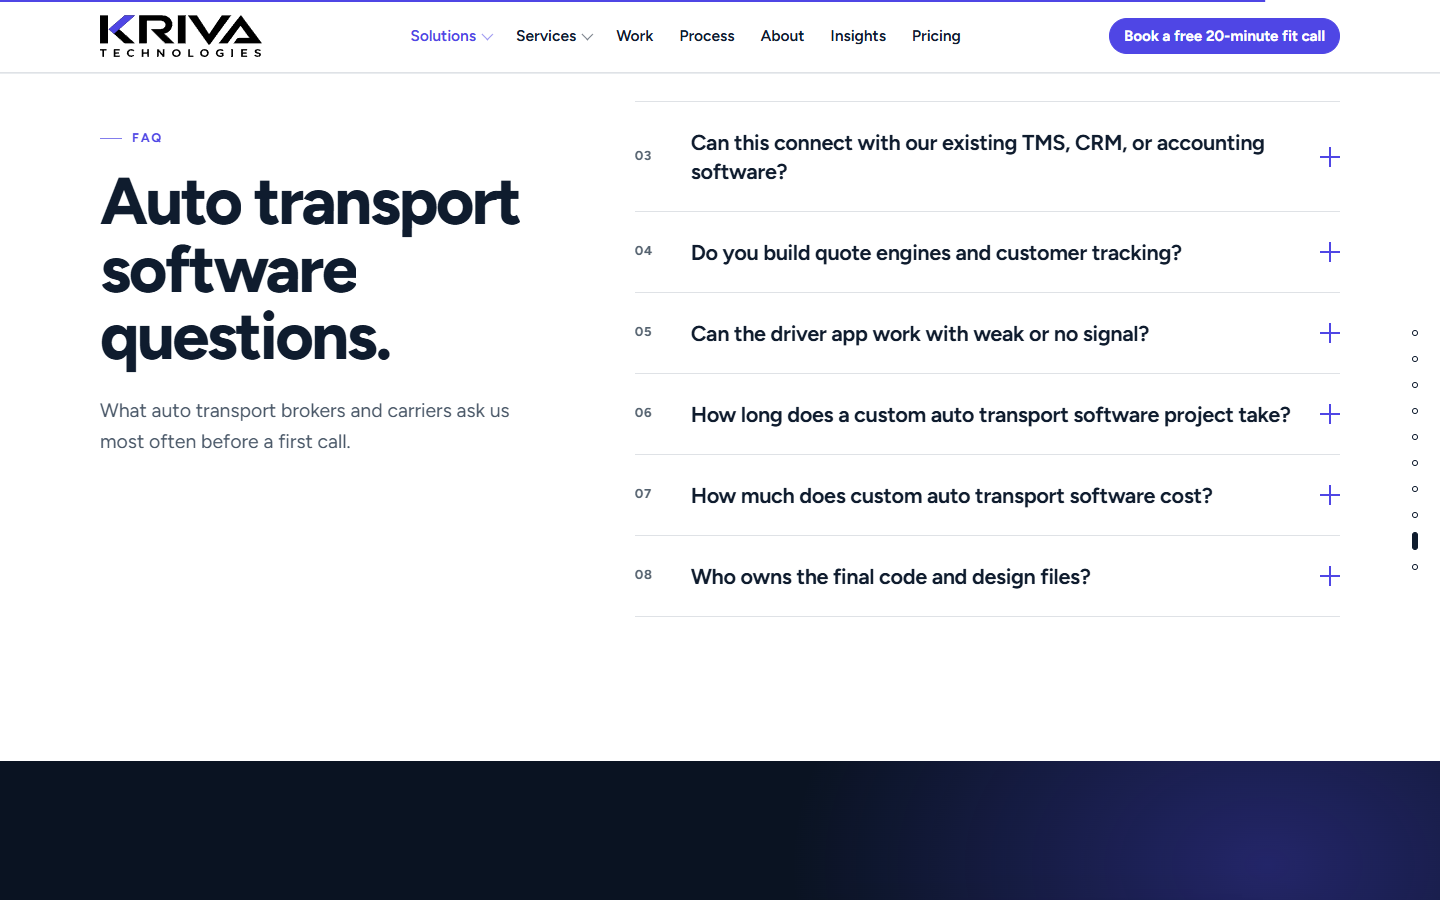 KRIVA
TECHNOLOGIES
Solutions
Services
Work
Process
About
Insights
Pricing
Book a free 20-minute fit call
FAQ
Auto transport
software
questions.
What auto transport brokers and carriers ask us
most often before a first call.
03
Can this connect with our existing TMS, CRM, or accounting
software?
04
Do you build quote engines and customer tracking?
05
Can the driver app work with weak or no signal?
06
How long does a custom auto transport software project take?
07
How much does custom auto transport software cost?
08
Who owns the final code and design files?